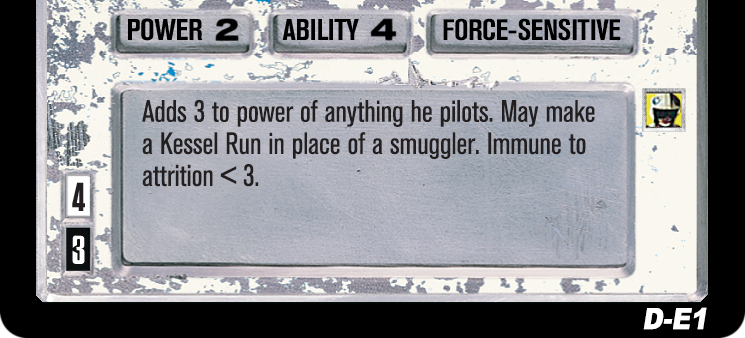 POWER 2 ABILITY 4 FORCE-SENSITIVE
Adds 3 to power of anything he pilots. May make
a Kessel Run in place of a smuggler. Immune to
attrition < 3.
4
3
D-E1